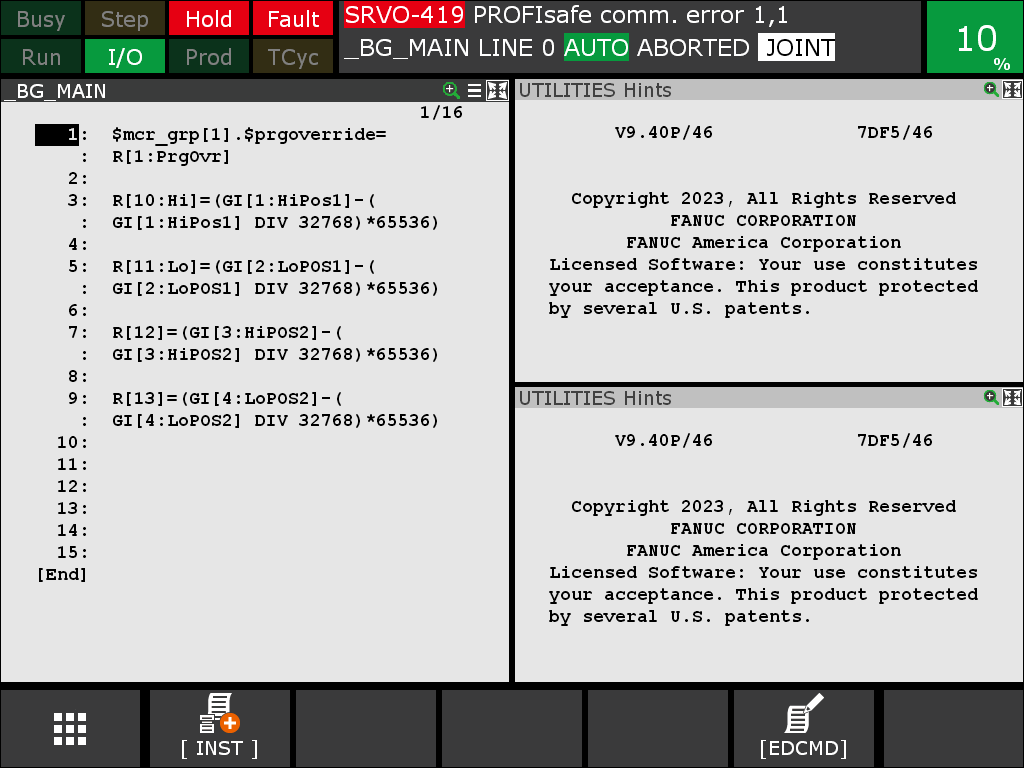 Busy Step Hold Fault SRVO-419 PROFIsafe comm. error 1,1
Run I/O Prod TCyc _BG_MAIN LINE 0 AUTO ABORTED JOINT
10
%
_BG_MAIN
1/16
1: $mcr_grp[1].$prgoverride=
: R[1:PrgOvr]
2:
3: R[10:Hi]=(GI[1:HiPos1]-(
: GI[1:HiPos1] DIV 32768)*65536)
4:
5: R[11:Lo]=(GI[2:LoPOS1]-(
: GI[2:LoPOS1] DIV 32768)*65536)
6:
7: R[12]=(GI[3:HiPOS2]-(
: GI[3:HiPOS2] DIV 32768)*65536)
8:
9: R[13]=(GI[4:LoPOS2]-(
: GI[4:LoPOS2] DIV 32768)*65536)
10:
11:
12:
13:
14:
15:
[End]
UTILITIES Hints
V9.40P/46 7DF5/46
Copyright 2023, All Rights Reserved
FANUC CORPORATION
FANUC America Corporation
Licensed Software: Your use constitutes
your acceptance. This product protected
by several U.S. patents.
UTILITIES Hints
V9.40P/46 7DF5/46
Copyright 2023, All Rights Reserved
FANUC CORPORATION
FANUC America Corporation
Licensed Software: Your use constitutes
your acceptance. This product protected
by several U.S. patents.
[ INST ] [EDCMD]